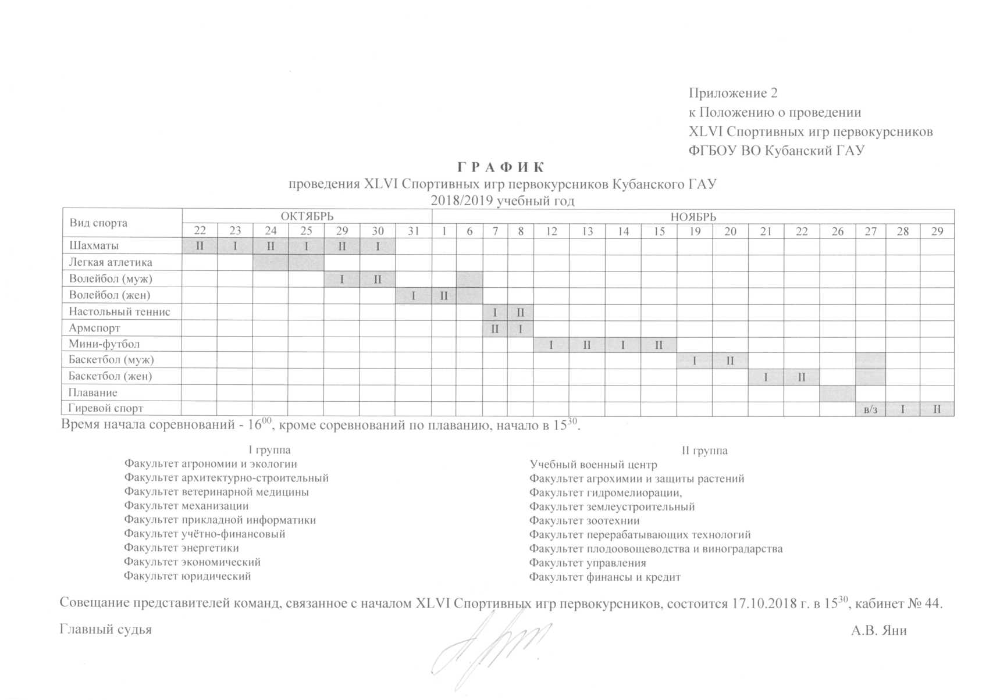 Приложение 2
к Положению о проведении
XLVI Спортивных игр первокурсников
ФГБОУ ВО Кубанский ГАУ
Г Р А Ф И К
проведения XLVI Спортивных игр первокурсников Кубанского ГАУ
2018/2019 учебный год
Вид спорта ОКТЯБРЬ НОЯБРЬ
22 23 24 25 29 30 31 1 6 7 8 12 13 14 15 19 20 21 22 26 27 28 29
Шахматы II I II I II I
Легкая атлетика
Волейбол (муж) I II
Волейбол (жен) I II
Настольный теннис I II
Армспорт II I
Мини-футбол I II I II
Баскетбол (муж) I II
Баскетбол (жен) I II
Плавание
Гиревой спорт в/з I II
Время начала соревнований - 16⁰⁰, кроме соревнований по плаванию, начало в 15³⁰.
I группа
Факультет агрономии и экологии
Факультет архитектурно-строительный
Факультет ветеринарной медицины
Факультет механизации
Факультет прикладной информатики
Факультет учётно-финансовый
Факультет энергетики
Факультет экономический
Факультет юридический
II группа
Учебный военный центр
Факультет агрохимии и защиты растений
Факультет гидромелиорации,
Факультет землеустроительный
Факультет зоотехнии
Факультет перерабатывающих технологий
Факультет плодоовощеводства и виноградарства
Факультет управления
Факультет финансы и кредит
Совещание представителей команд, связанное с началом XLVI Спортивных игр первокурсников, состоится 17.10.2018 г. в 15³⁰, кабинет № 44.
Главный судья А.В. Яни